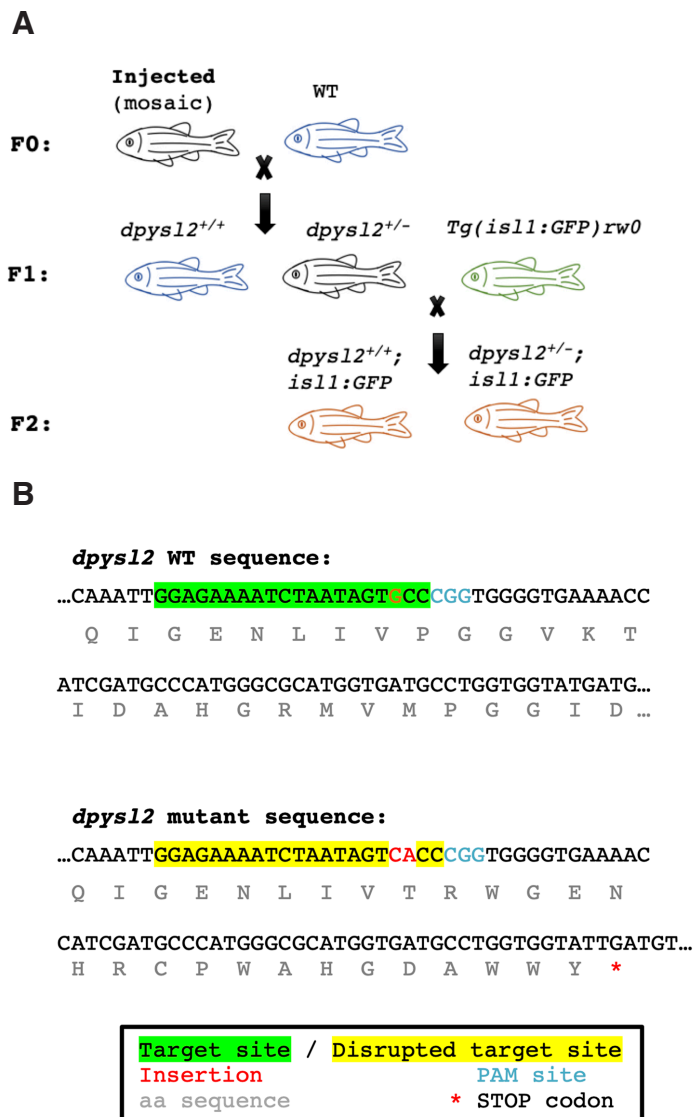 A
Injected
(mosaic)
WT
F0:
X
dpysl2+/+
dpysl2+/-
Tg(isl1:GFP)rw0
F1:
X
dpysl2+/+;
isl1:GFP
dpysl2+/-;
isl1:GFP
F2:
B
dpysl2 WT sequence:
…CAAATTGGAGAAAATCTAATAGTGCCCGGTGGGGTGAAAACC
Q I G E N L I V P G G V K T
ATCGATGCCCATGGGCGCATGGTGATGCCTGGTGGTATGATG…
I D A H G R M V M P G G I D …
dpysl2 mutant sequence:
…CAAATTGGAGAAAATCTAATAGTCACCCGGTGGGGTGAAAAC
Q I G E N L I V T R W G E N
CATCGATGCCCATGGGCGCATGGTGATGCCTGGTGGTATTGATGT…
H R C P W A H G D A W W Y *
Target site / Disrupted target site
Insertion PAM site
aa sequence * STOP codon